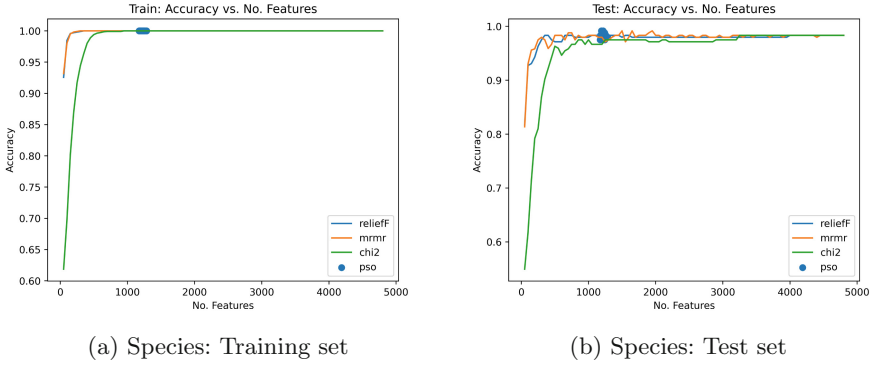 Train: Accuracy vs. No. Features
1.00
0.95
0.90
0.85
0.80
0.75
0.70
0.65
0.60
Accuracy
0
1000
2000
3000
4000
5000
No. Features
reliefF
mrmr
chi2
pso
(a) Species: Training set
Test: Accuracy vs. No. Features
1.0
0.9
0.8
0.7
0.6
Accuracy
0
1000
2000
3000
4000
5000
No. Features
reliefF
mrmr
chi2
pso
(b) Species: Test set